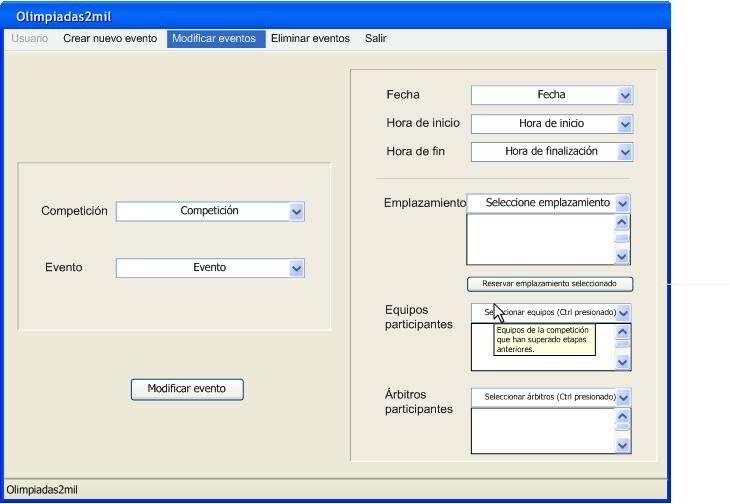 Olimpiadas2mil
Usuario Crear nuevo evento Modificar eventos Eliminar eventos Salir
Competición Competición
Evento Evento
Modificar evento
Fecha Fecha
Hora de inicio Hora de inicio
Hora de fin Hora de finalización
Emplazamiento Seleccione emplazamiento
Reservar emplazamiento seleccionado
Equipos
participantes
cionar equipos (Ctrl presionado)
Equipos de la competición
que han superado etapas
anteriores.
Árbitros
participantes
Seleccionar árbitros (Ctrl presionado)
Olimpiadas2mil